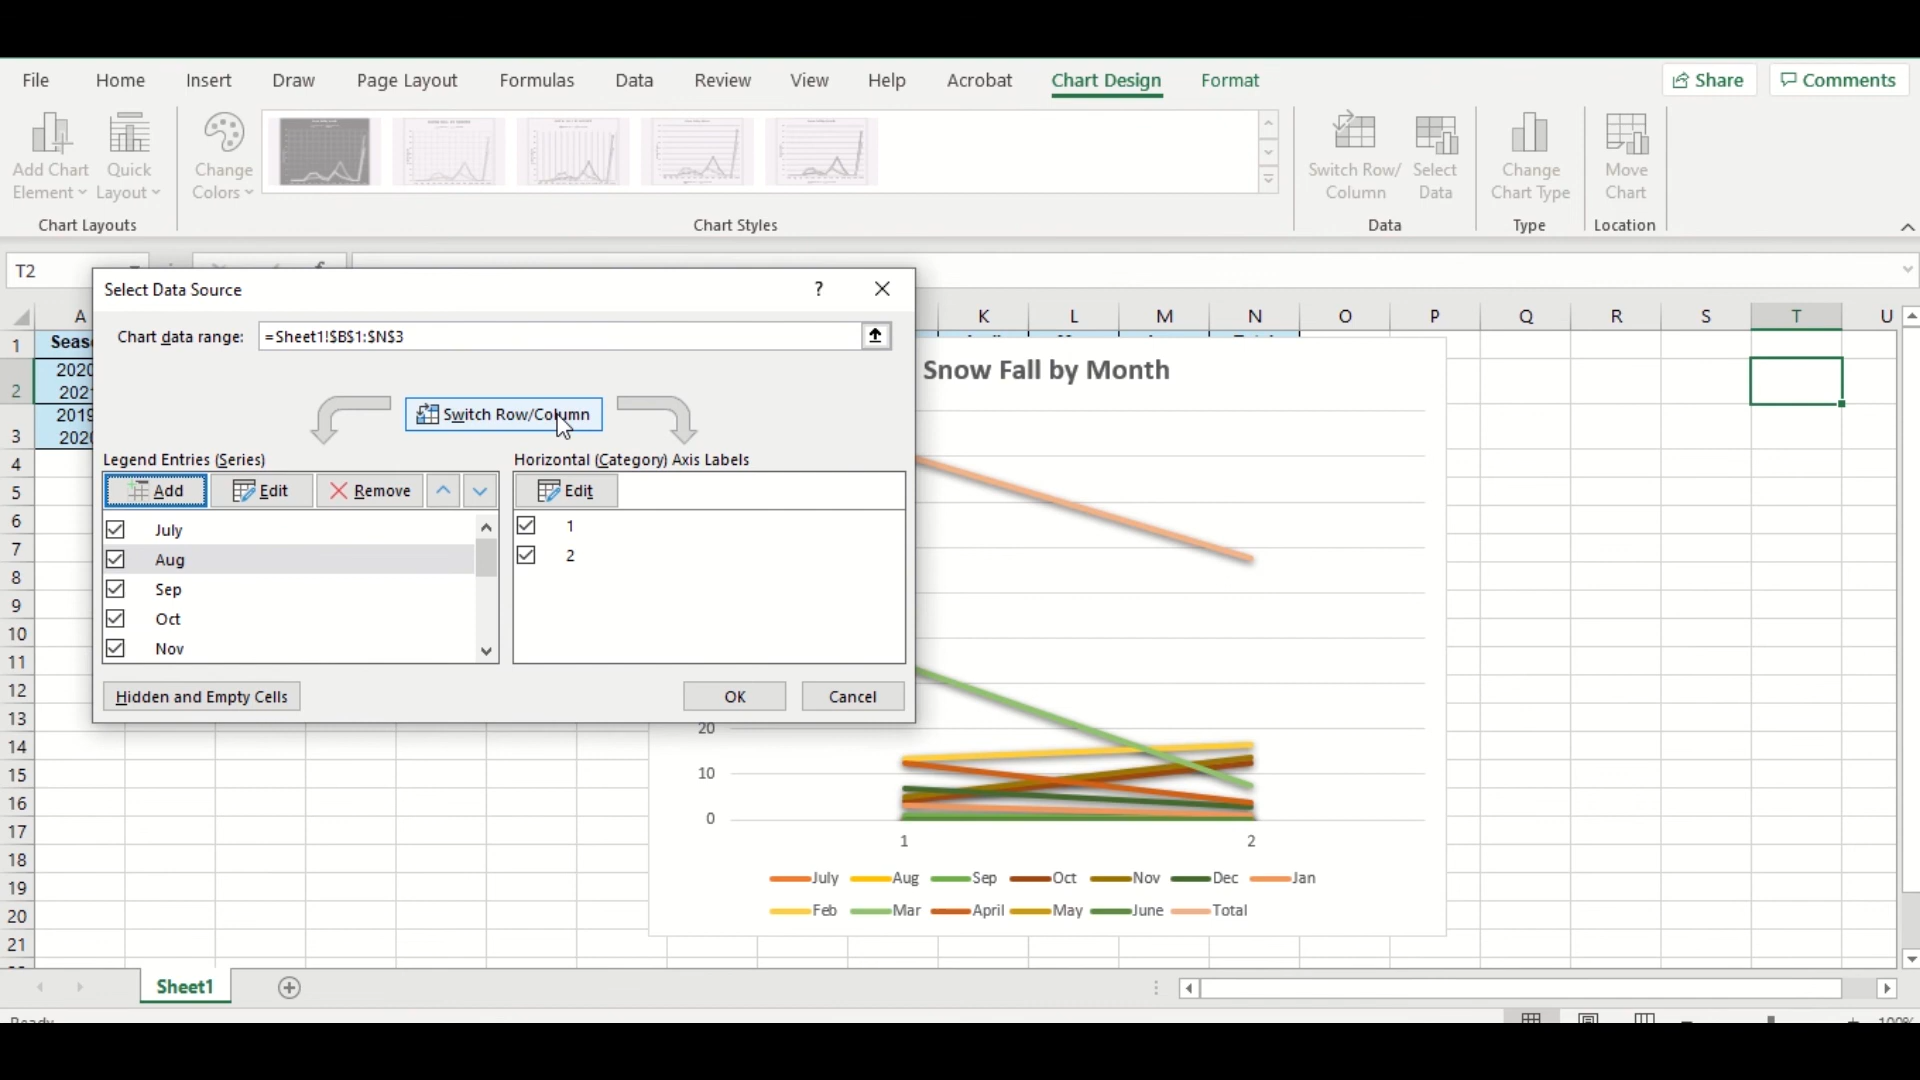 File Home Insert Draw Page Layout Formulas Data Review View Help Acrobat Chart Design Format Share Comments
Add Chart Element Quick Layout Change Colors Switch Row/ Column Select Data Change Chart Type Move Chart
Chart Layouts Chart Styles Data Type Location
T2
Select Data Source ?
Chart data range: =Sheet1!$B$1:$N$3
Switch Row/Column
Legend Entries (Series) Horizontal (Category) Axis Labels
Add Edit Remove Edit
July 1
Aug 2
Sep
Oct
Nov
Hidden and Empty Cells OK Cancel
A K L M N O P Q R S T U
1
2 2020
2021
3 2019
2020
4
5
6
7
8
9
10
11
12
13
14
15
16
17
18
19
20
21
Snow Fall by Month
20
10
0
1 2
July Aug Sep Oct Nov Dec Jan
Feb Mar April May June Total
Sheet1